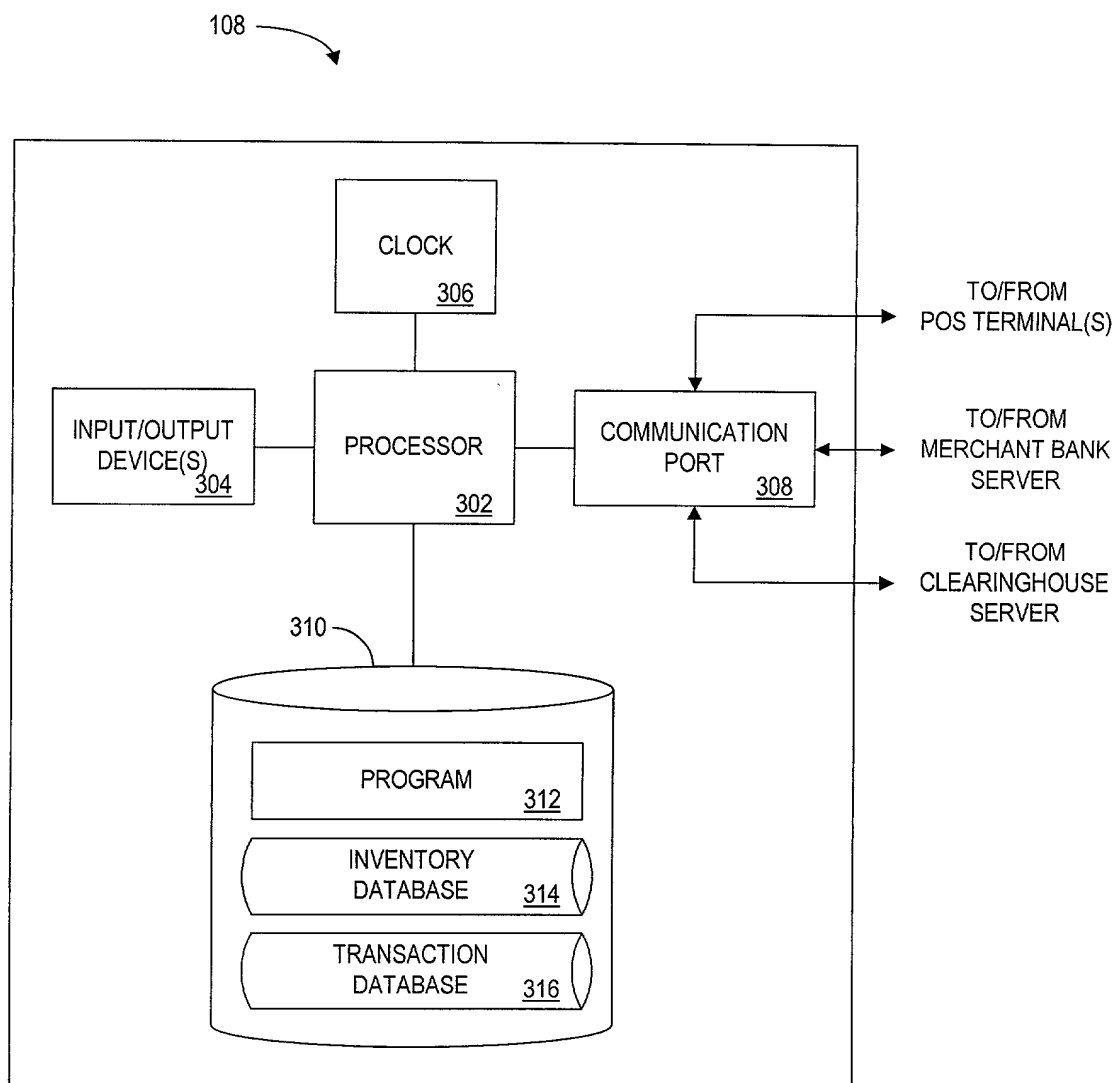 108
CLOCK
306
TO/FROM
POS TERMINAL(S)
INPUT/OUTPUT
DEVICE(S)
304
PROCESSOR
302
COMMUNICATION
PORT
308
TO/FROM
MERCHANT BANK
SERVER
TO/FROM
CLEARINGHOUSE
SERVER
310
PROGRAM
312
INVENTORY
DATABASE
314
TRANSACTION
DATABASE
316